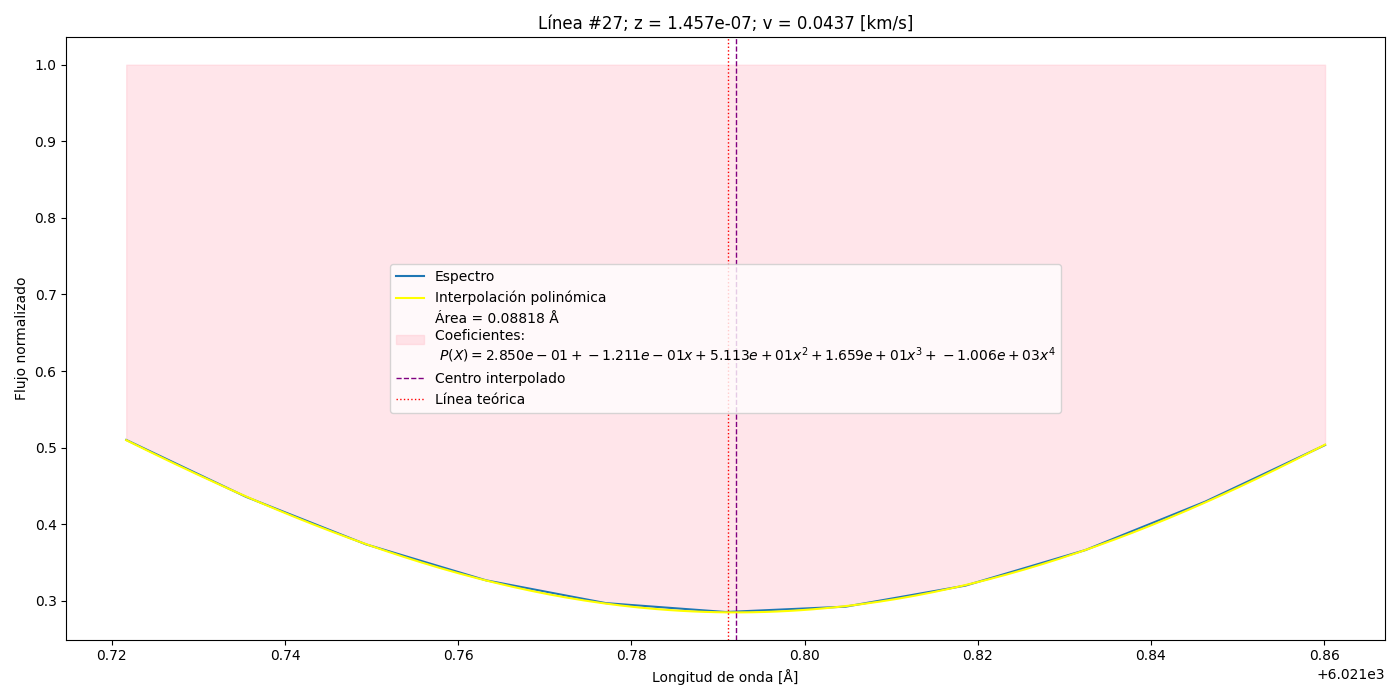 Línea #27; z = 1.457e-07; v = 0.0437 [km/s]
Flujo normalizado
1.0
0.9
0.8
0.7
0.6
0.5
0.4
0.3
Espectro
Interpolación polinómica
Área = 0.08818 Å
Coeficientes:
P(X) = 2.850e − 01 + −1.211e − 01x + 5.113e + 01x² + 1.659e + 01x³ + −1.006e + 03x⁴
Centro interpolado
Línea teórica
0.72 0.74 0.76 0.78 0.80 0.82 0.84 0.86
+6.021e3
Longitud de onda [Å]